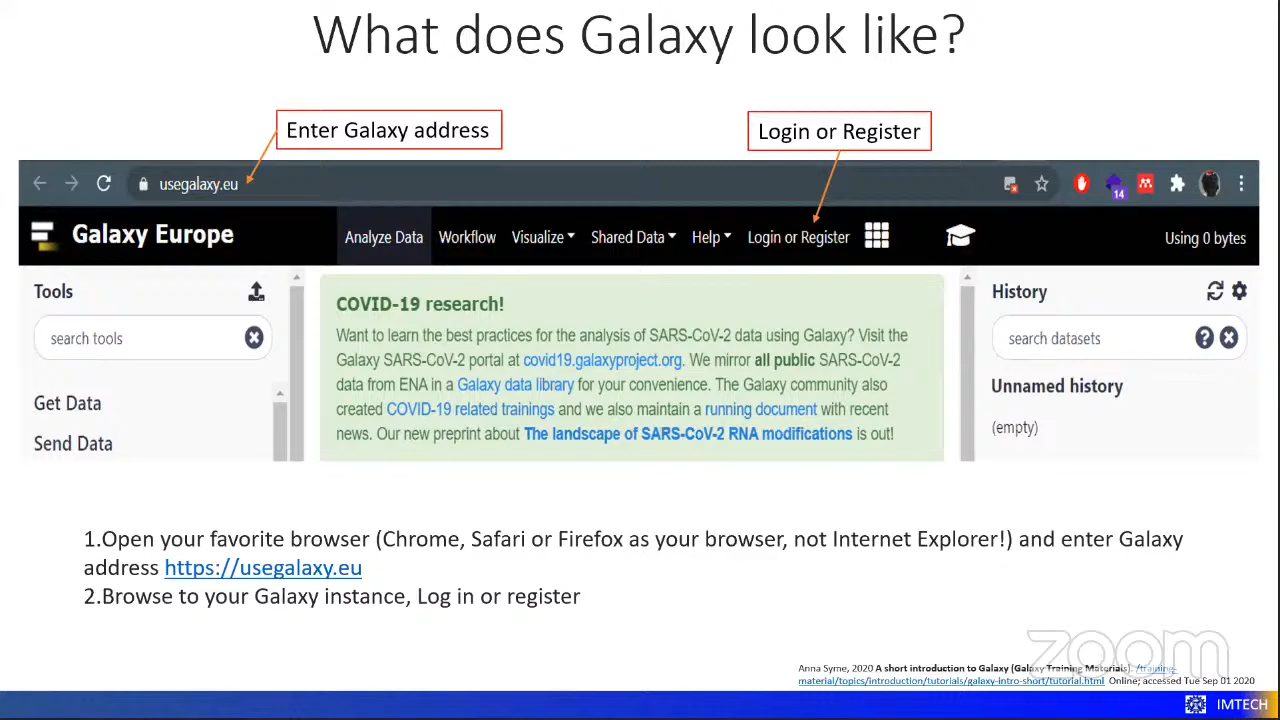 What does Galaxy look like?
Enter Galaxy address
Login or Register
usegalaxy.eu
14
Galaxy Europe
Analyze Data
Workflow
Visualize
Shared Data
Help
Login or Register
Using 0 bytes
Tools
search tools
Get Data
Send Data
COVID-19 research!
Want to learn the best practices for the analysis of SARS-CoV-2 data using Galaxy? Visit the
Galaxy SARS-CoV-2 portal at covid19.galaxyproject.org. We mirror all public SARS-CoV-2
data from ENA in a Galaxy data library for your convenience. The Galaxy community also
created COVID-19 related trainings and we also maintain a running document with recent
news. Our new preprint about The landscape of SARS-CoV-2 RNA modifications is out!
History
search datasets
Unnamed history
(empty)
1.Open your favorite browser (Chrome, Safari or Firefox as your browser, not Internet Explorer!) and enter Galaxy
address https://usegalaxy.eu
2.Browse to your Galaxy instance, Log in or register
zoom
Anna Syme, 2020 A short introduction to Galaxy (Galaxy Training Materials). /training-
material/topics/introduction/tutorials/galaxy-intro-short/tutorial.html Online; accessed Tue Sep 01 2020
IMTECH